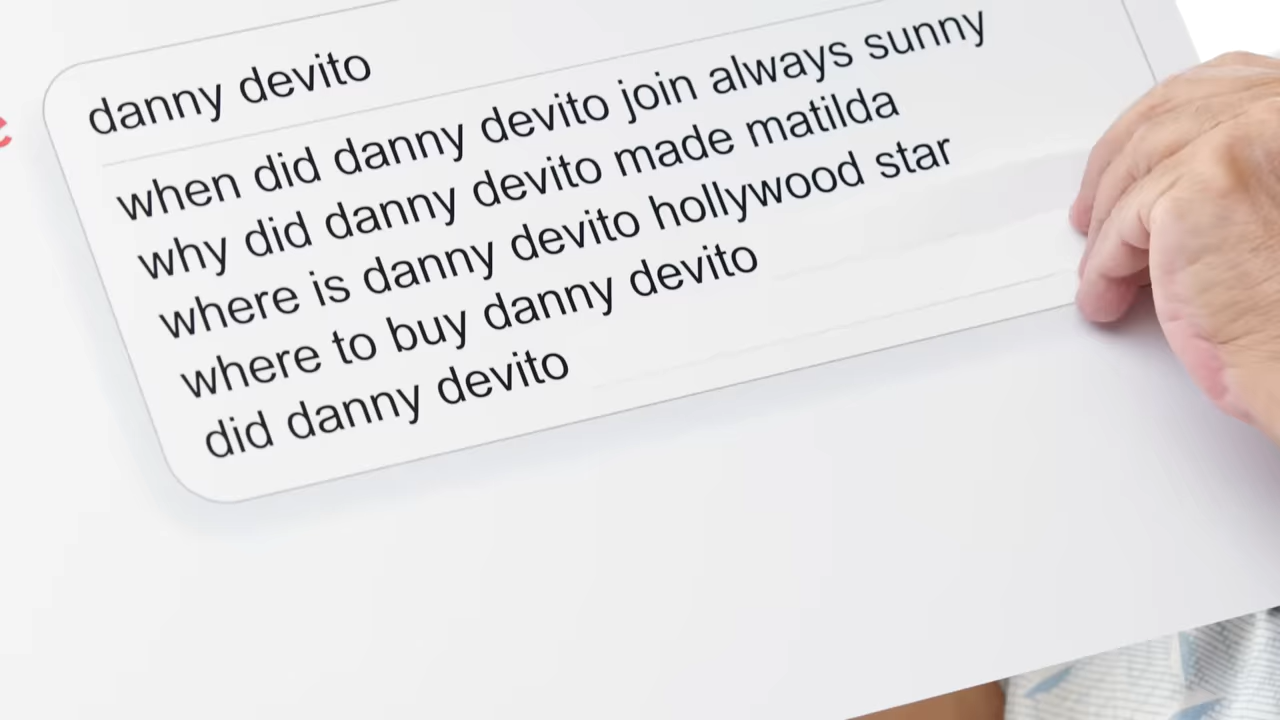 danny devito
when did danny devito join always sunny
why did danny devito made matilda
where is danny devito hollywood star
where to buy danny devito
did danny devito